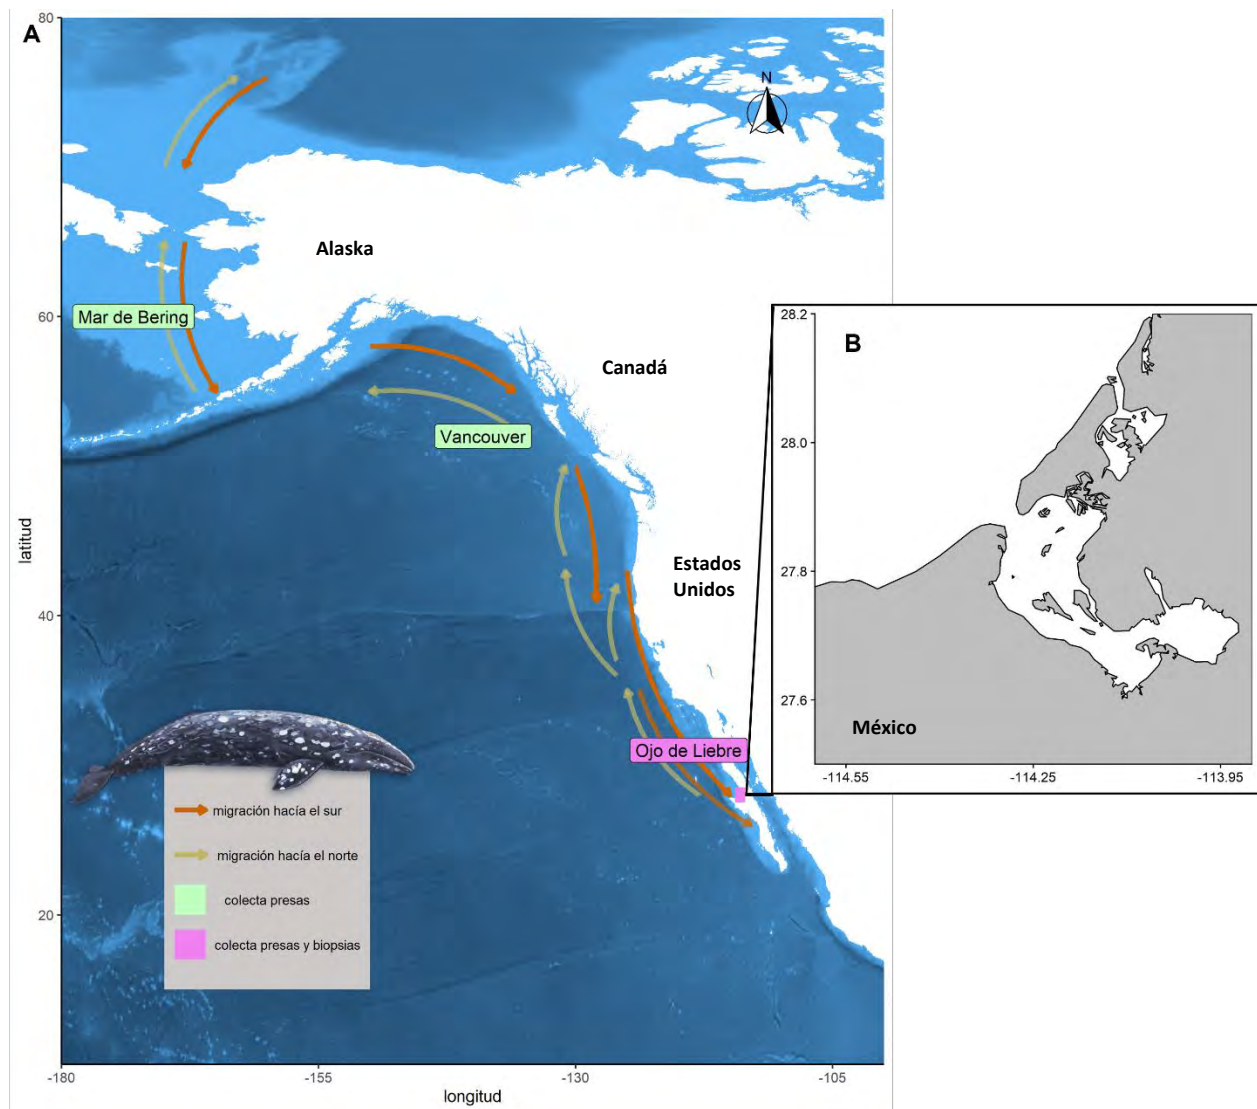 A
80
N
Alaska
Mar de Bering
60
Canadá
Vancouver
latitud
Estados
Unidos
40
Ojo de Liebre
migración hacía el sur
migración hacía el norte
colecta presas
colecta presas y biopsias
20
-180
-155
-130
-105
longitud
B
28.2
28.0
27.8
27.6
México
-114.55
-114.25
-113.95